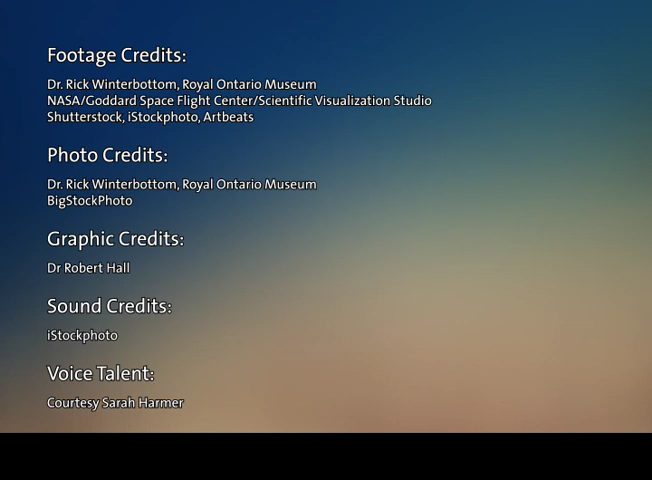 Footage Credits:
Dr. Rick Winterbottom, Royal Ontario Museum
NASA/Goddard Space Flight Center/Scientific Visualization Studio
Shutterstock, iStockphoto, Artbeats
Photo Credits:
Dr. Rick Winterbottom, Royal Ontario Museum
BigStockPhoto
Graphic Credits:
Dr Robert Hall
Sound Credits:
iStockphoto
Voice Talent:
Courtesy Sarah Harmer